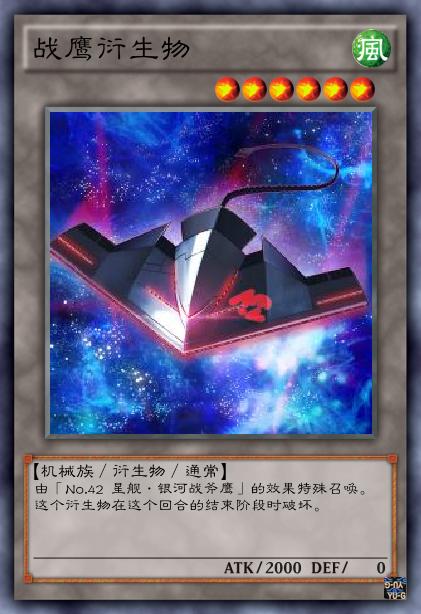 战鹰衍生物
風
【机械族 / 衍生物 / 通常】
由「No.42 星舰·银河战斧鹰」的效果特殊召唤。
这个衍生物在这个回合的结束阶段时破坏。
ATK/2000 DEF/ 0